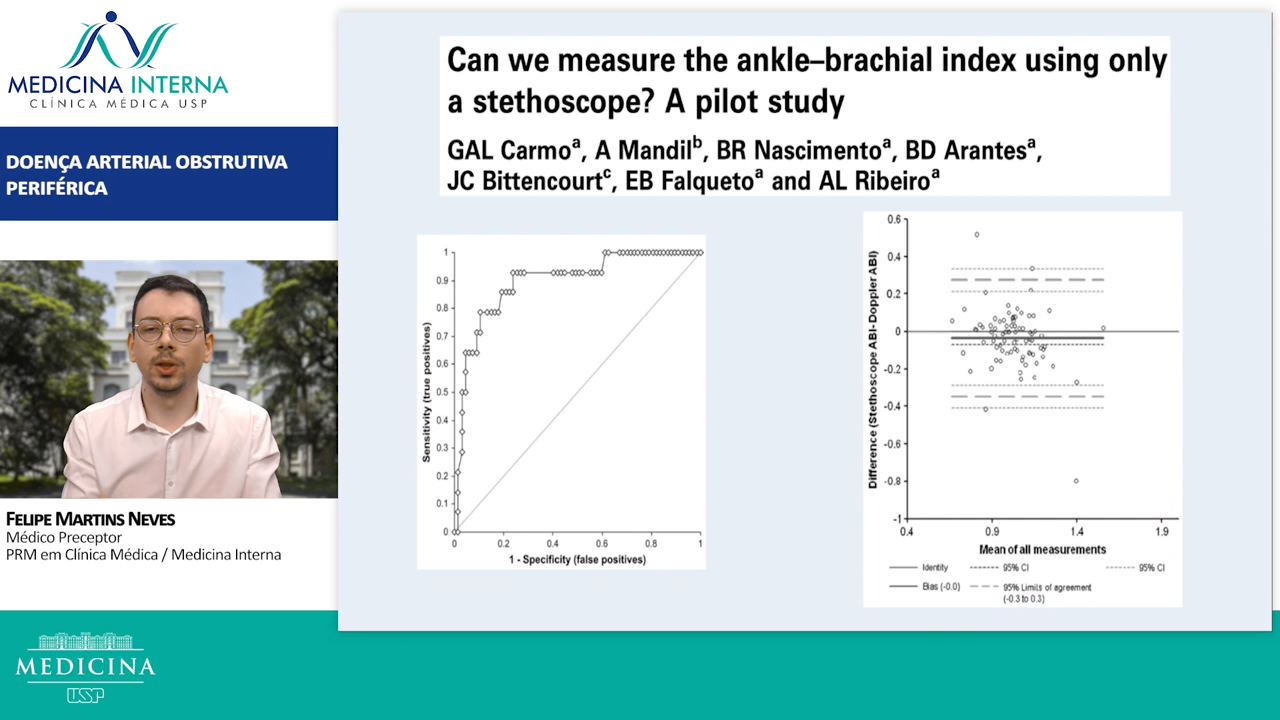 MEDICINA INTERNA
CLÍNICA MÉDICA USP
DOENÇA ARTERIAL OBSTRUTIVA
PERIFÉRICA
FELIPE MARTINS NEVES
Médico Preceptor
PRM em Clínica Médica / Medicina Interna
MEDICINA
USP
Can we measure the ankle–brachial index using only
a stethoscope? A pilot study
GAL Carmoª, A Mandilᵇ, BR Nascimentoª, BD Arantesª,
JC Bittencourtᶜ, EB Falquetoª and AL Ribeiroª
Sensitivity (true positives)
1
0.9
0.8
0.7
0.6
0.5
0.4
0.3
0.2
0.1
0
0 0.2 0.4 0.6 0.8 1
1 - Specificity (false positives)
Difference (Stethoscope ABI- Doppler ABI)
0.6
0.4
0.2
0
-0.2
-0.4
-0.6
-0.8
-1
0.4 0.9 1.4 1.9
Mean of all measurements
Identity 95% CI 95% CI
Bias (-0.0) 95% Limits of agreement
(-0.3 to 0.3)